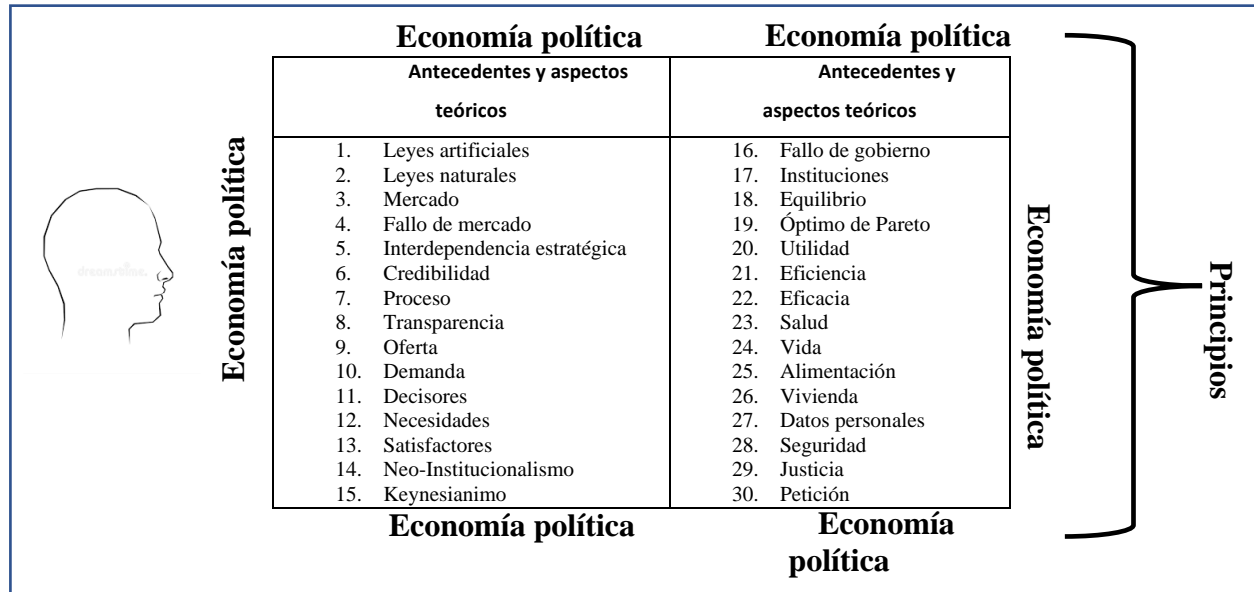 Economía política
Economía política
Economía política
Antecedentes y aspectos
teóricos
1. Leyes artificiales
2. Leyes naturales
3. Mercado
4. Fallo de mercado
5. Interdependencia estratégica
6. Credibilidad
7. Proceso
8. Transparencia
9. Oferta
10. Demanda
11. Decisores
12. Necesidades
13. Satisfactores
14. Neo-Institucionalismo
15. Keynesianimo
Antecedentes y
aspectos teóricos
16. Fallo de gobierno
17. Instituciones
18. Equilibrio
19. Óptimo de Pareto
20. Utilidad
21. Eficiencia
22. Eficacia
23. Salud
24. Vida
25. Alimentación
26. Vivienda
27. Datos personales
28. Seguridad
29. Justicia
30. Petición
Economía política
Economía
política
Economía política
Principios
dreamstime.